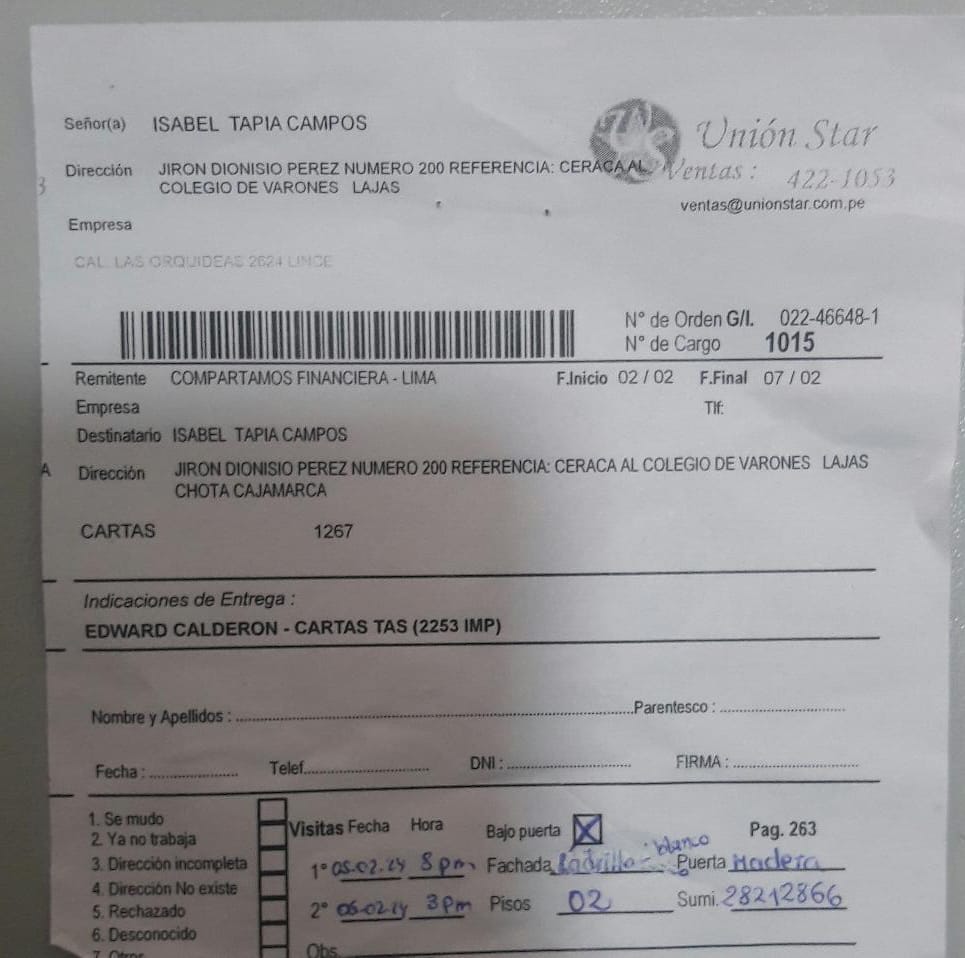 Señor(a) ISABEL TAPIA CAMPOS
Unión Star
Dirección JIRON DIONISIO PEREZ NUMERO 200 REFERENCIA: CERACA AL
Ventas : 422-1053
COLEGIO DE VARONES LAJAS
3
ventas@unionstar.com.pe
Empresa
CAL. LAS ORQUIDEAS 2624 LINCE
N° de Orden G/I. 022-46648-1
N° de Cargo 1015
Remitente COMPARTAMOS FINANCIERA - LIMA F.Inicio 02 / 02 F.Final 07 / 02
Empresa Tlf:
Destinatario ISABEL TAPIA CAMPOS
A Dirección JIRON DIONISIO PEREZ NUMERO 200 REFERENCIA: CERACA AL COLEGIO DE VARONES LAJAS
CHOTA CAJAMARCA
CARTAS 1267
Indicaciones de Entrega :
EDWARD CALDERON - CARTAS TAS (2253 IMP)
Nombre y Apellidos : Parentesco :
Fecha : Telef. DNI : FIRMA :
1. Se mudo
2. Ya no trabaja
Visitas Fecha Hora Bajo puerta X Pag. 263
3. Dirección incompleta
1° 05.02.24 8 pm Fachada Ladrillo - blanco Puerta Madera
4. Dirección No existe
5. Rechazado
2° 06.02.24 3pm Pisos 02 Sumi. 28212866
6. Desconocido
7. Otros
Obs.